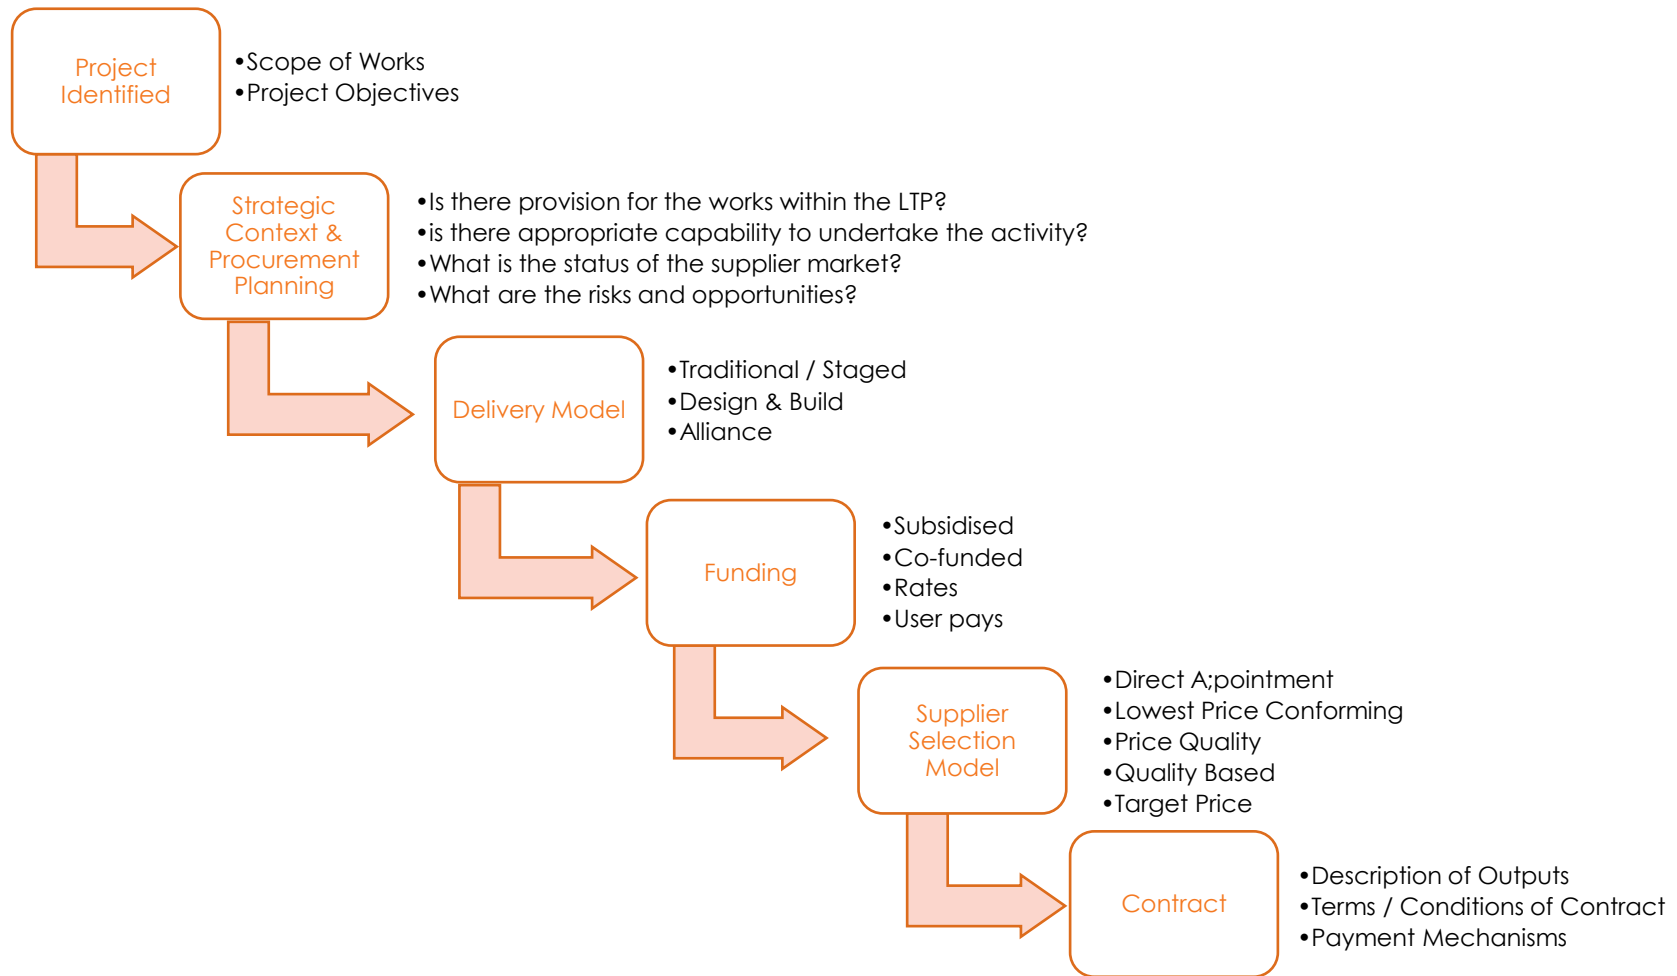 Project
Identified
•Scope of Works
•Project Objectives
Strategic
Context &
Procurement
Planning
•Is there provision for the works within the LTP?
•is there appropriate capability to undertake the activity?
•What is the status of the supplier market?
•What are the risks and opportunities?
Delivery Model
•Traditional / Staged
•Design & Build
•Alliance
Funding
•Subsidised
•Co-funded
•Rates
•User pays
Supplier
Selection
Model
•Direct A;pointment
•Lowest Price Conforming
•Price Quality
•Quality Based
•Target Price
Contract
•Description of Outputs
•Terms / Conditions of Contract
•Payment Mechanisms